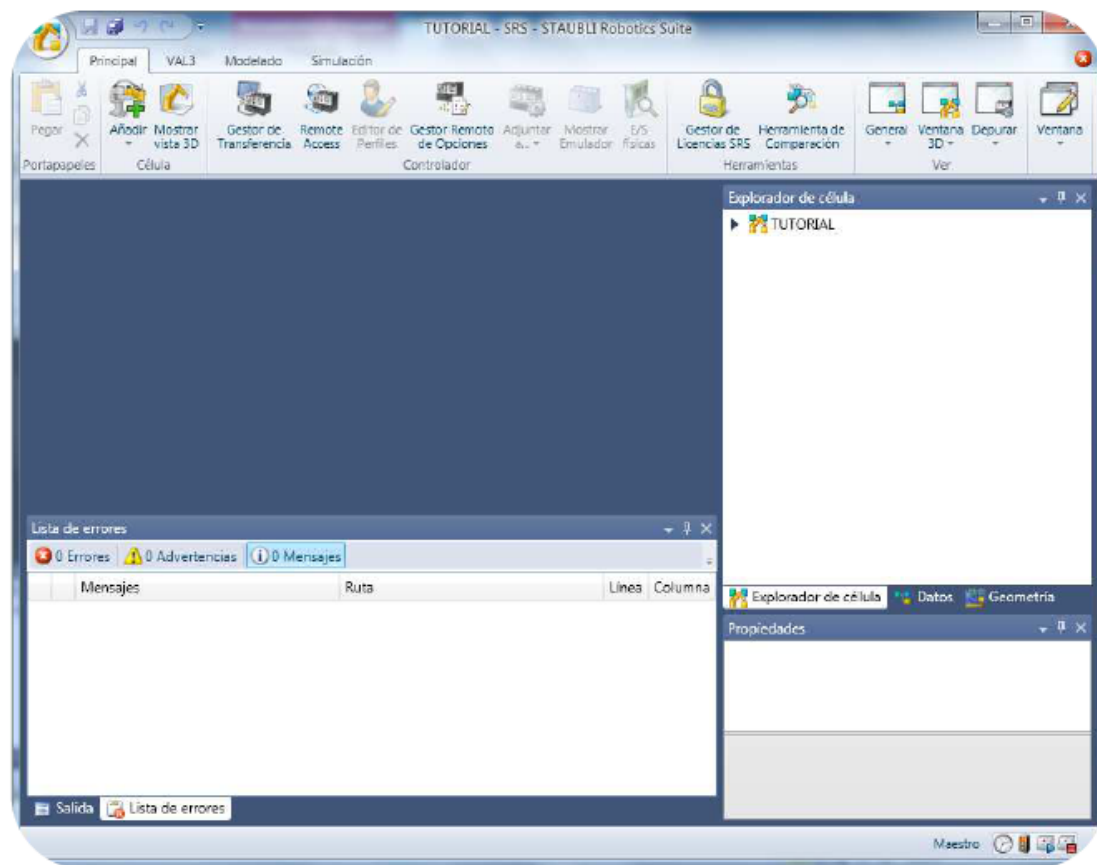 TUTORIAL - SRS - STAUBLI Robotics Suite
Principal VAL3 Modelado Simulación
Pegar Añadir Mostrar vista 3D Gestor de Transferencia Remote Access Editor de Perfiles Gestor Remoto de Opciones Adjuntar a... Mostrar Emulador E/S físicas Gestor de Licencias SRS Herramienta de Comparación General Ventana 3D Depurar Ventana
Portapapeles Célula Controlador Herramientas Ver
Explorador de célula
TUTORIAL
Lista de errores
0 Errores 0 Advertencias 0 Mensajes
Mensajes Ruta Línea Columna
Explorador de célula Datos Geometría
Propiedades
Salida Lista de errores
Maestro